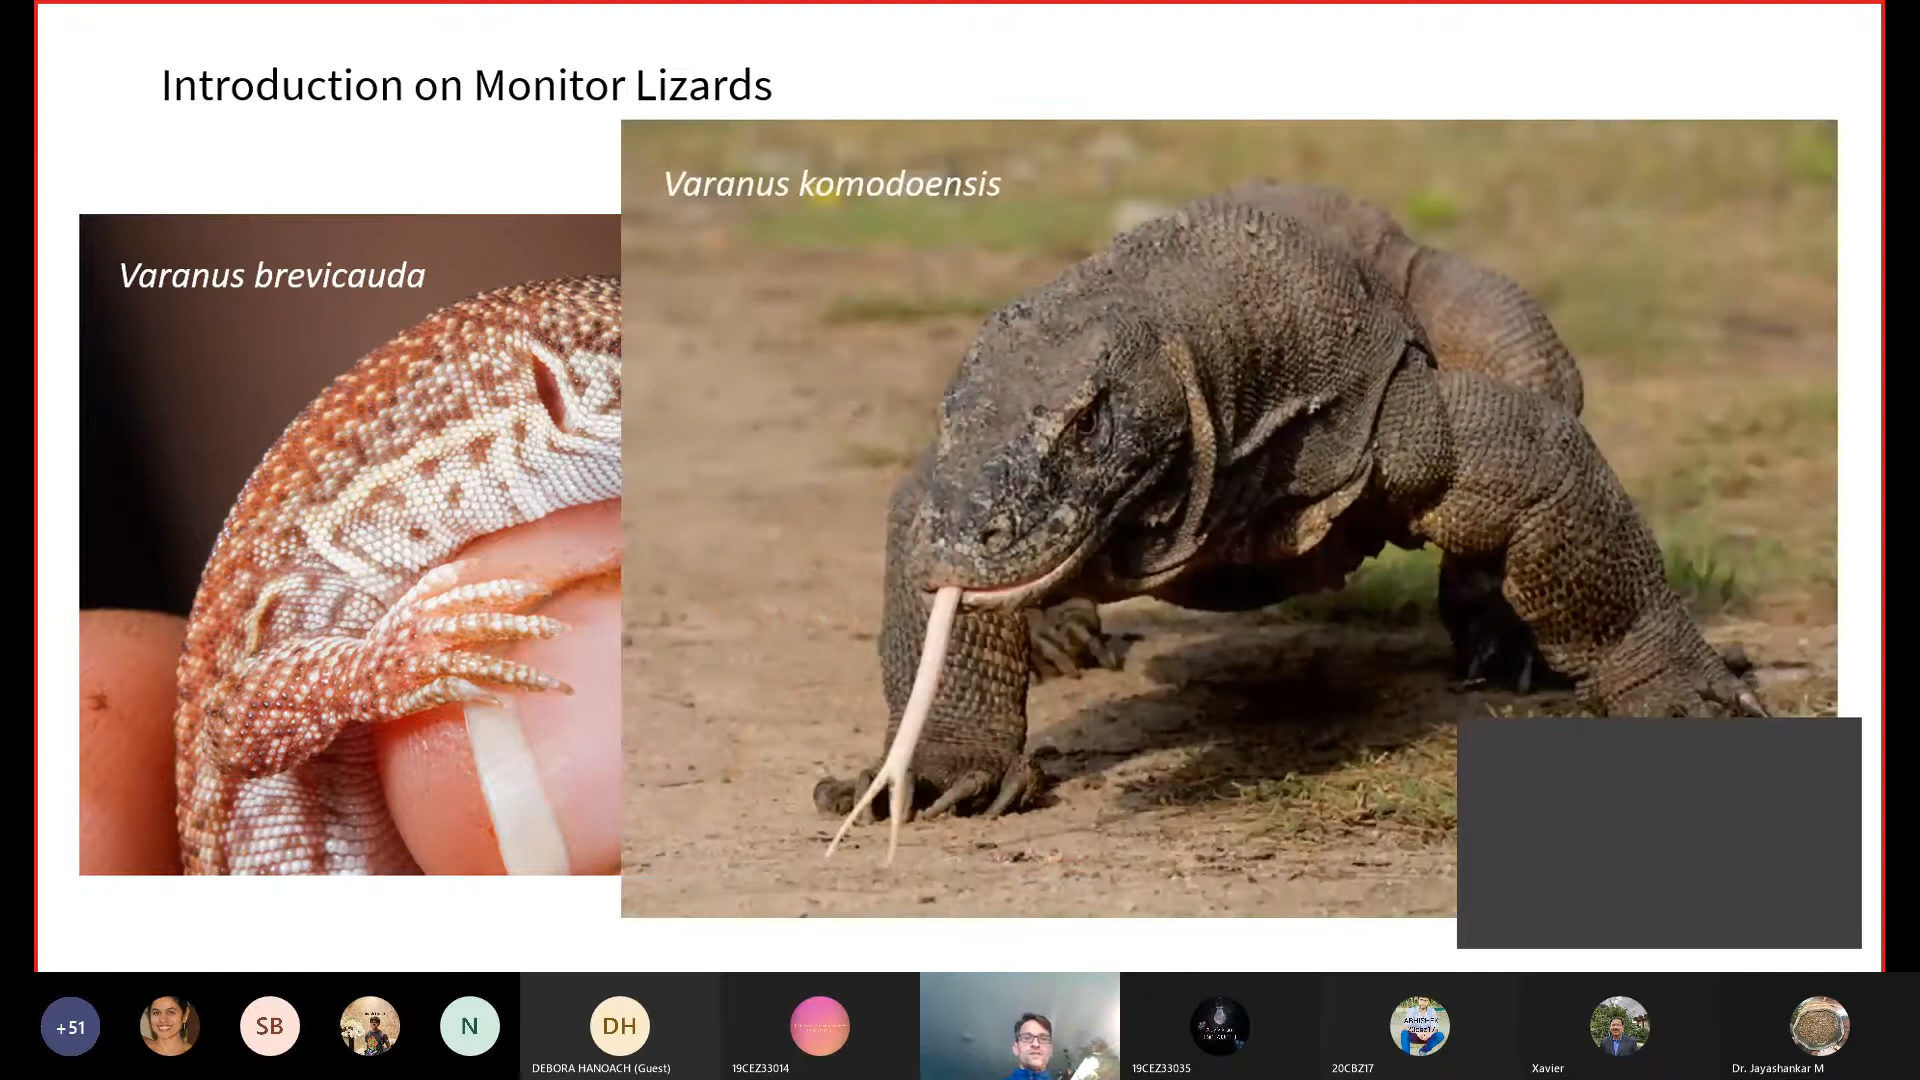 Introduction on Monitor Lizards
Varanus komodoensis
Varanus brevicauda
+51
SB
N
DH
DEBORA HANOACH (Guest)
19CEZ33014
19CEZ33035
ABHISHEK
20CBZ17
Xavier
Dr. Jayashankar M